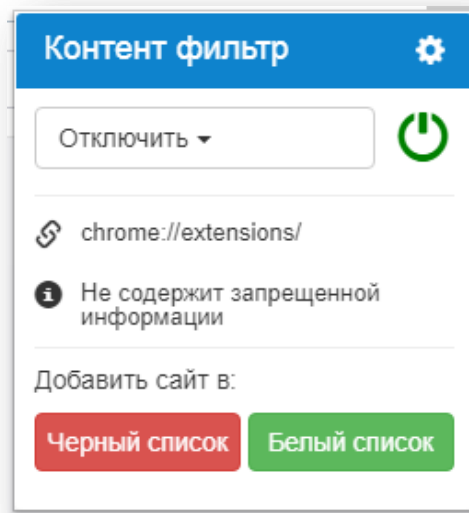 Контент фильтр
Отключить
chrome://extensions/
Не содержит запрещенной
информации
Добавить сайт в:
Черный список
Белый список